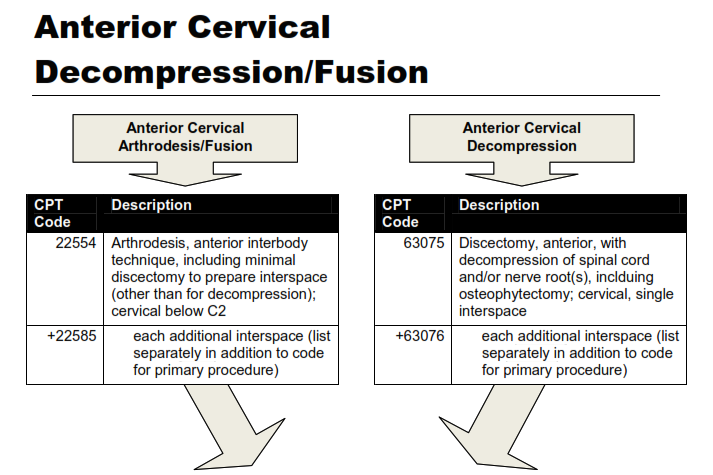 Anterior Cervical
Decompression/Fusion
Anterior Cervical
Arthrodesis/Fusion
CPT
Code
Description
22554
Arthrodesis, anterior interbody
technique, including minimal
discectomy to prepare interspace
(other than for decompression);
cervical below C2
+22585
each additional interspace (list
separately in addition to code
for primary procedure)
Anterior Cervical
Decompression
CPT
Code
Description
63075
Discectomy, anterior, with
decompression of spinal cord
and/or nerve root(s), inclduing
osteophytectomy; cervical, single
interspace
+63076
each additional interspace (list
separately in addition to code
for primary procedure)